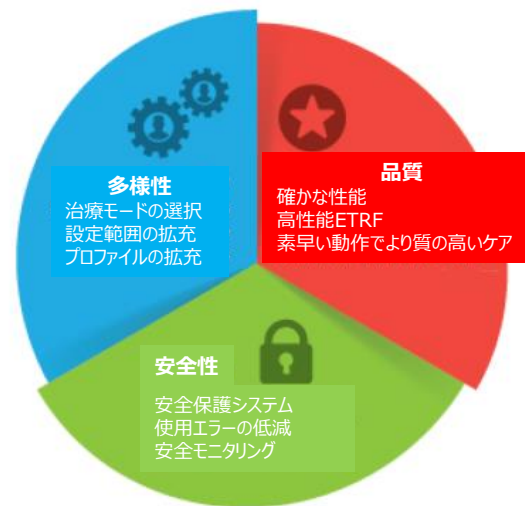 多様性
治療モードの選択
設定範囲の拡充
プロファイルの拡充
品質
確かな性能
高性能ETRF
素早い動作でより質の高いケア
安全性
安全保護システム
使用エラーの低減
安全モニタリング